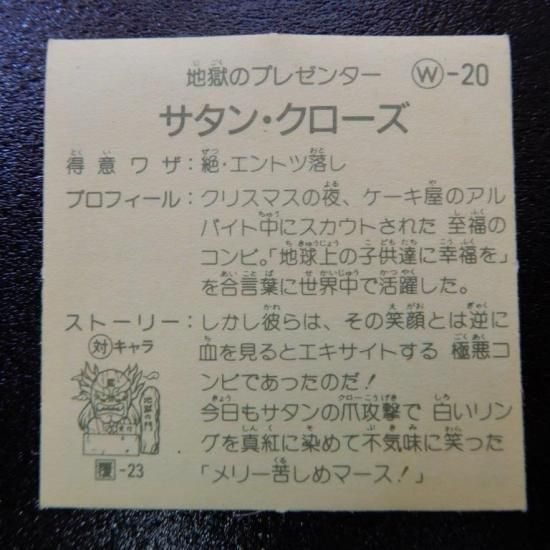 地獄のプレゼンター Ⓦ-20
サタン・クローズ
得意ワザ：絶・エントツ落し
プロフィール：クリスマスの夜、ケーキ屋のアル
バイト中にスカウトされた 至福の
コンビ。「地球上の子供達に幸福を」
を合言葉に世界中で活躍した。
ストーリー：しかし彼らは、その笑顔とは逆に
血を見るとエキサイトする 極悪コ
ンビであったのだ！
今日もサタンの爪攻撃で 白いリン
グを真紅に染めて不気味に笑った
「メリー苦しめマース！」
対キャラ
地獄の門
覆-23